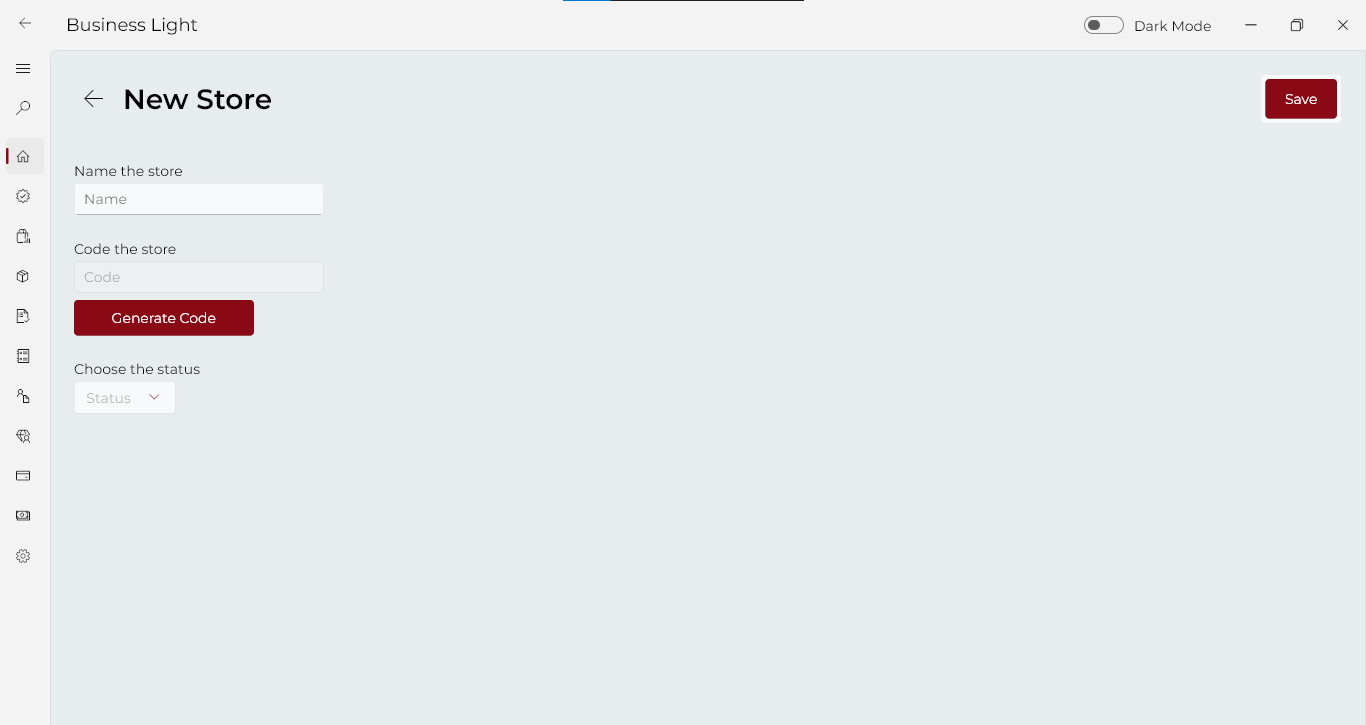 Business Light
Dark Mode
New Store
Save
Name the store
Name
Code the store
Code
Generate Code
Choose the status
Status